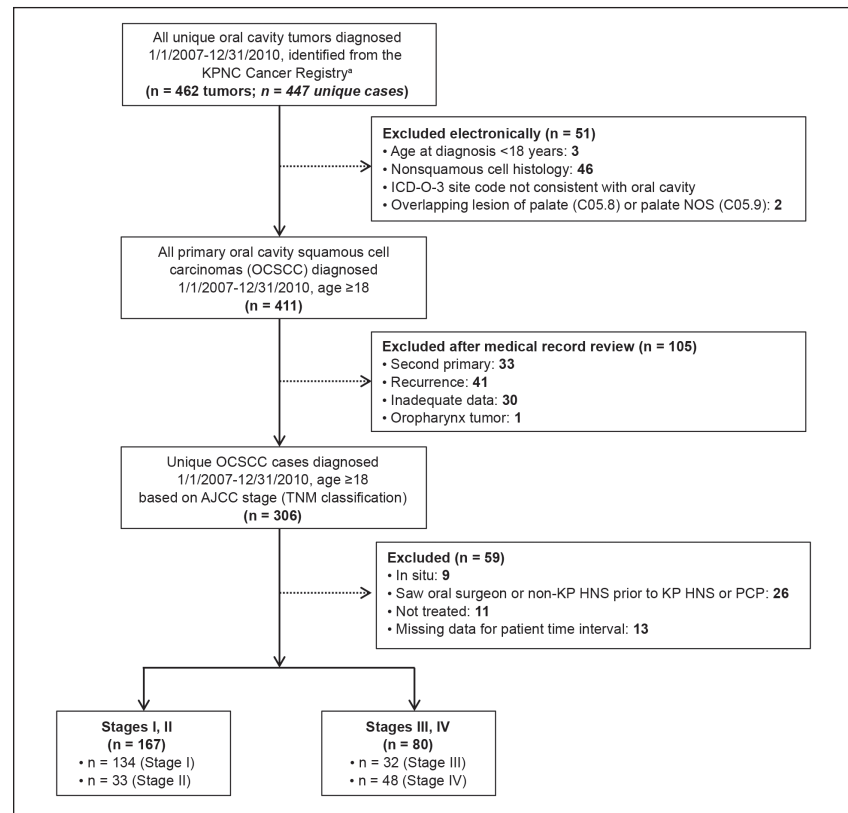 All unique oral cavity tumors diagnosed
1/1/2007-12/31/2010, identified from the
KPNC Cancer Registryᵃ
(n = 462 tumors; n = 447 unique cases)
Excluded electronically (n = 51)
• Age at diagnosis <18 years: 3
• Nonsquamous cell histology: 46
• ICD-O-3 site code not consistent with oral cavity
• Overlapping lesion of palate (C05.8) or palate NOS (C05.9): 2
All primary oral cavity squamous cell
carcinomas (OCSCC) diagnosed
1/1/2007-12/31/2010, age ≥18
(n = 411)
Excluded after medical record review (n = 105)
• Second primary: 33
• Recurrence: 41
• Inadequate data: 30
• Oropharynx tumor: 1
Unique OCSCC cases diagnosed
1/1/2007-12/31/2010, age ≥18
based on AJCC stage (TNM classification)
(n = 306)
Excluded (n = 59)
• In situ: 9
• Saw oral surgeon or non-KP HNS prior to KP HNS or PCP: 26
• Not treated: 11
• Missing data for patient time interval: 13
Stages I, II
(n = 167)
• n = 134 (Stage I)
• n = 33 (Stage II)
Stages III, IV
(n = 80)
• n = 32 (Stage III)
• n = 48 (Stage IV)